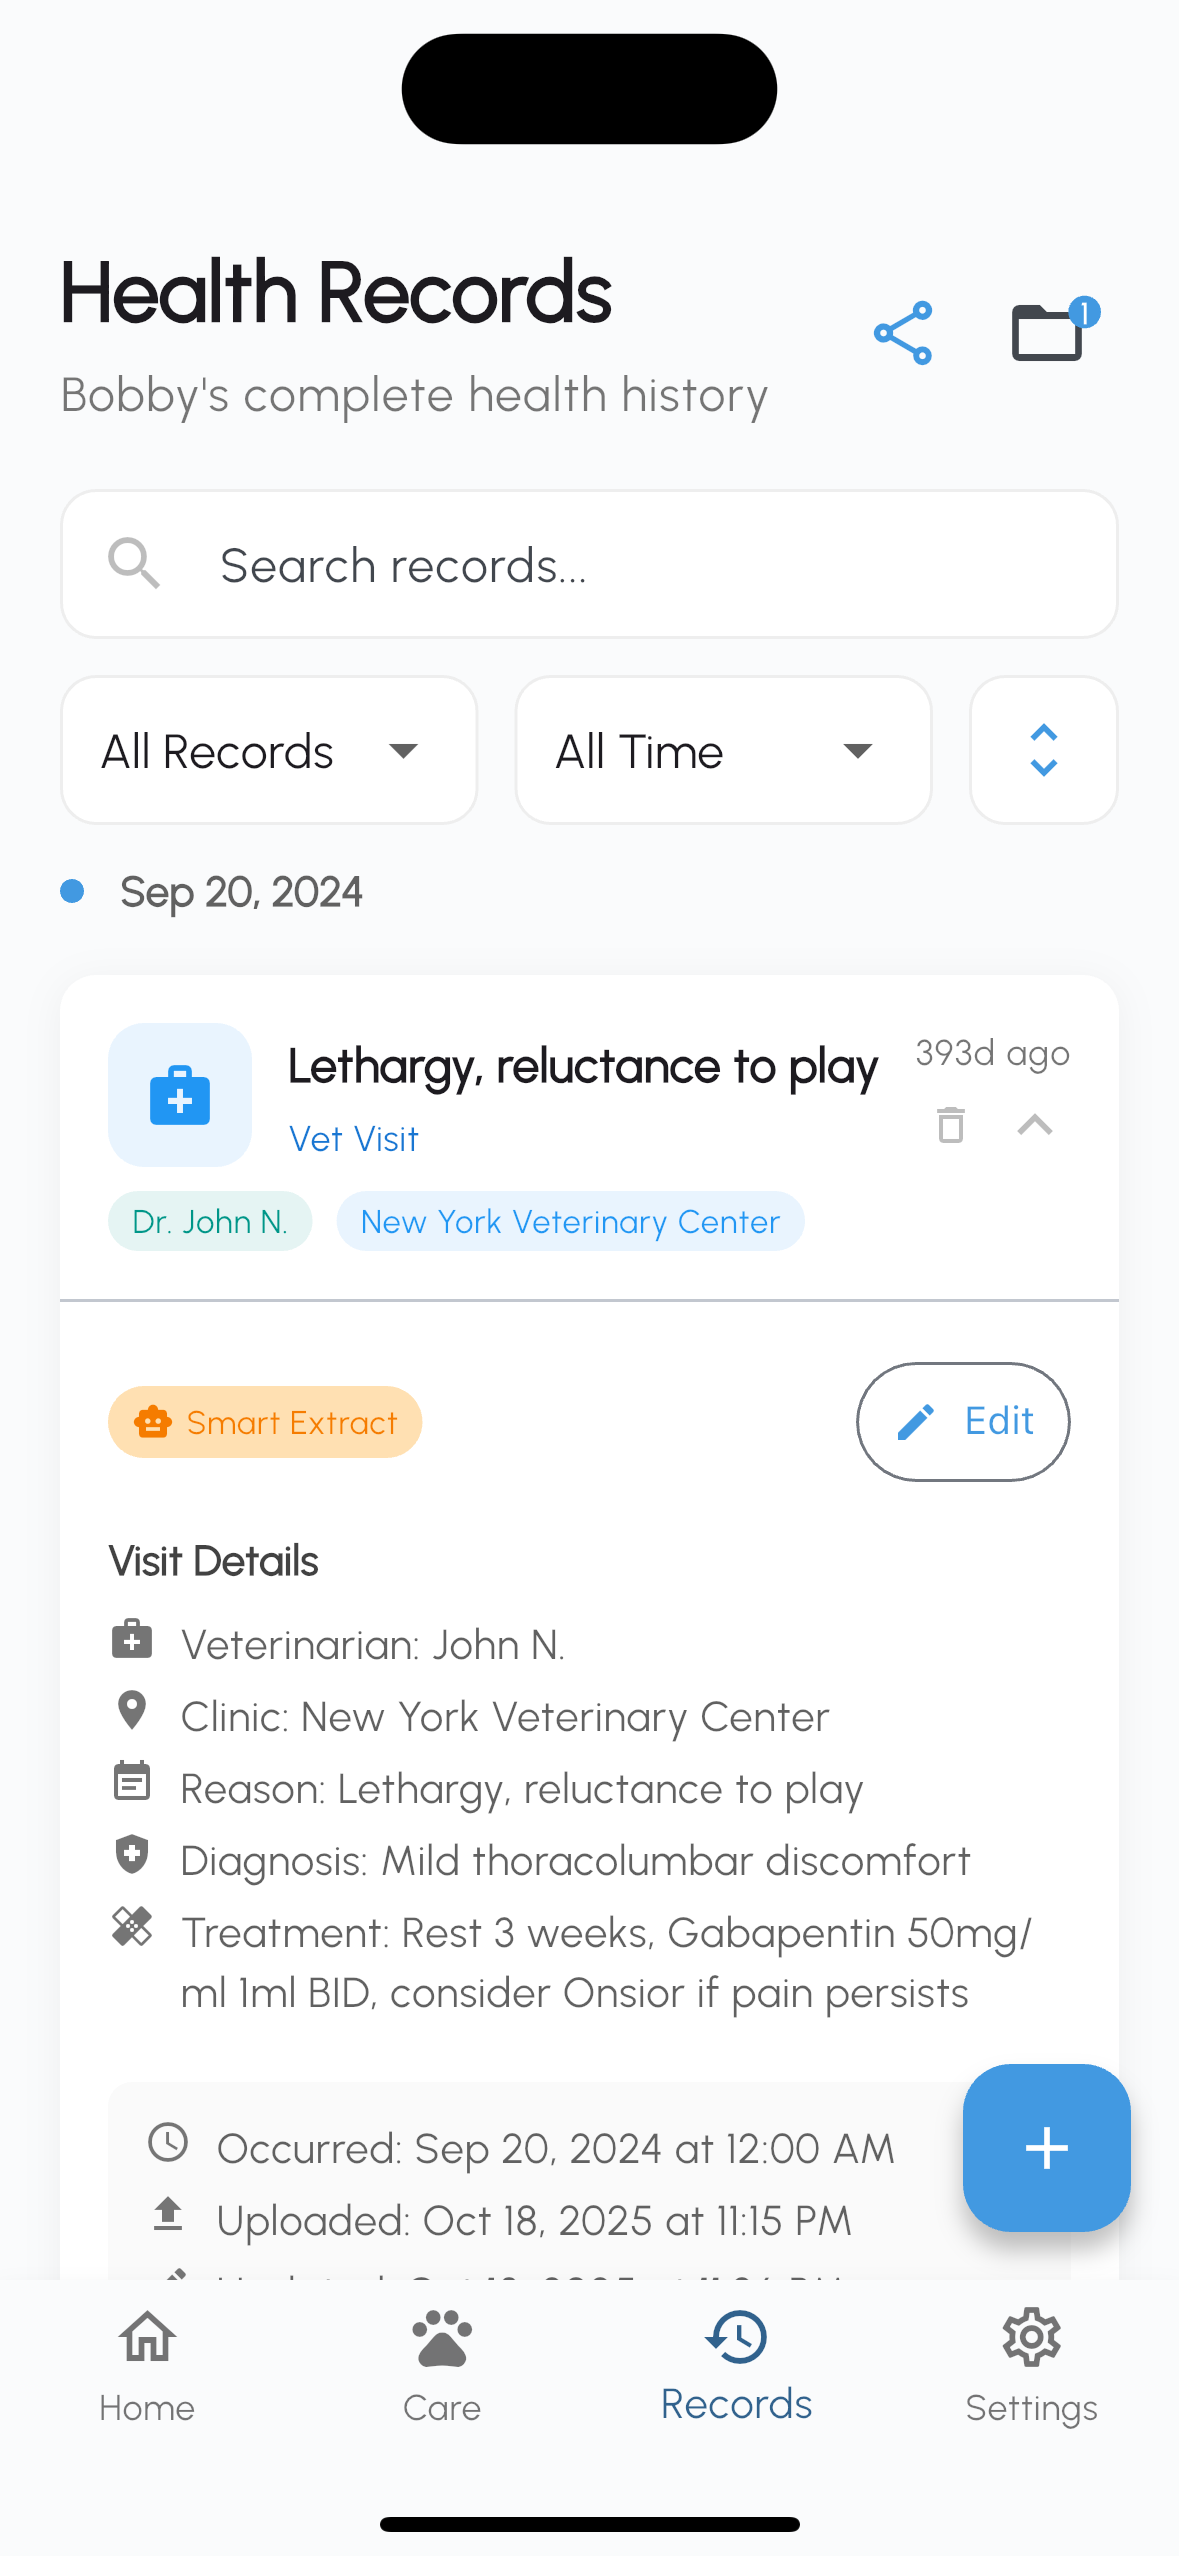 Health Records
1
Bobby's complete health history
Search records...
All Records
All Time
Sep 20, 2024
Lethargy, reluctance to play
393d ago
Vet Visit
Dr. John N.
New York Veterinary Center
Smart Extract
Edit
Visit Details
Veterinarian: John N.
Clinic: New York Veterinary Center
Reason: Lethargy, reluctance to play
Diagnosis: Mild thoracolumbar discomfort
Treatment: Rest 3 weeks, Gabapentin 50mg/
ml 1ml BID, consider Onsior if pain persists
Occurred: Sep 20, 2024 at 12:00 AM
Uploaded: Oct 18, 2025 at 11:15 PM
Home
Care
Records
Settings